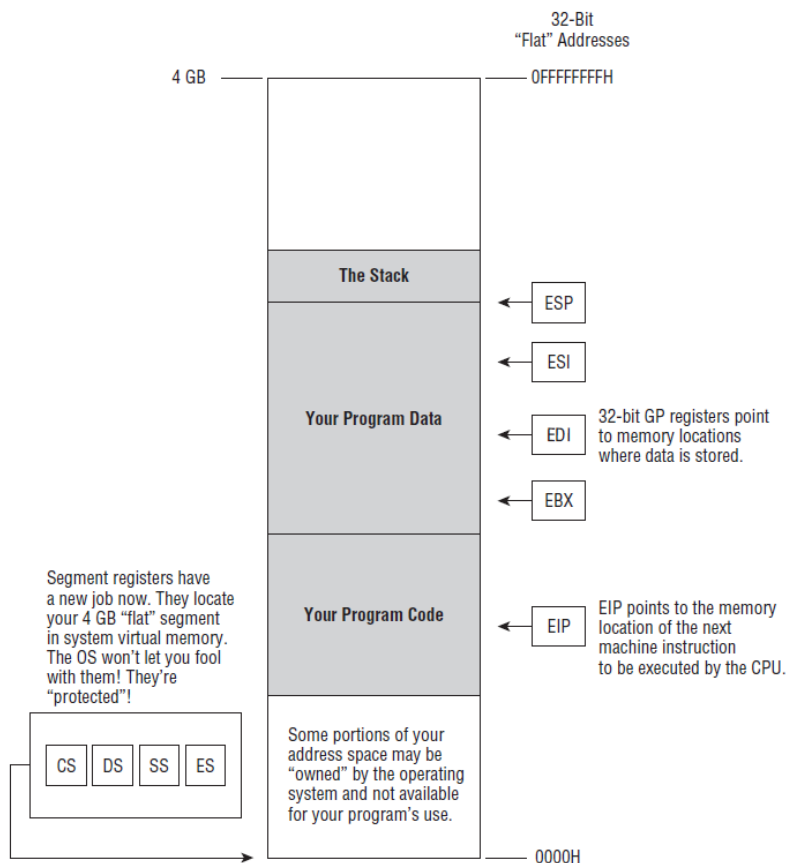 32-Bit
“Flat” Addresses
4 GB
0FFFFFFFFH
The Stack
ESP
ESI
Your Program Data
EDI
32-bit GP registers point
to memory locations
where data is stored.
EBX
Segment registers have
a new job now. They locate
your 4 GB “flat” segment
in system virtual memory.
The OS won’t let you fool
with them! They’re
“protected”!
Your Program Code
EIP
EIP points to the memory
location of the next
machine instruction
to be executed by the CPU.
CS DS SS ES
Some portions of your
address space may be
“owned” by the operating
system and not available
for your program’s use.
0000H